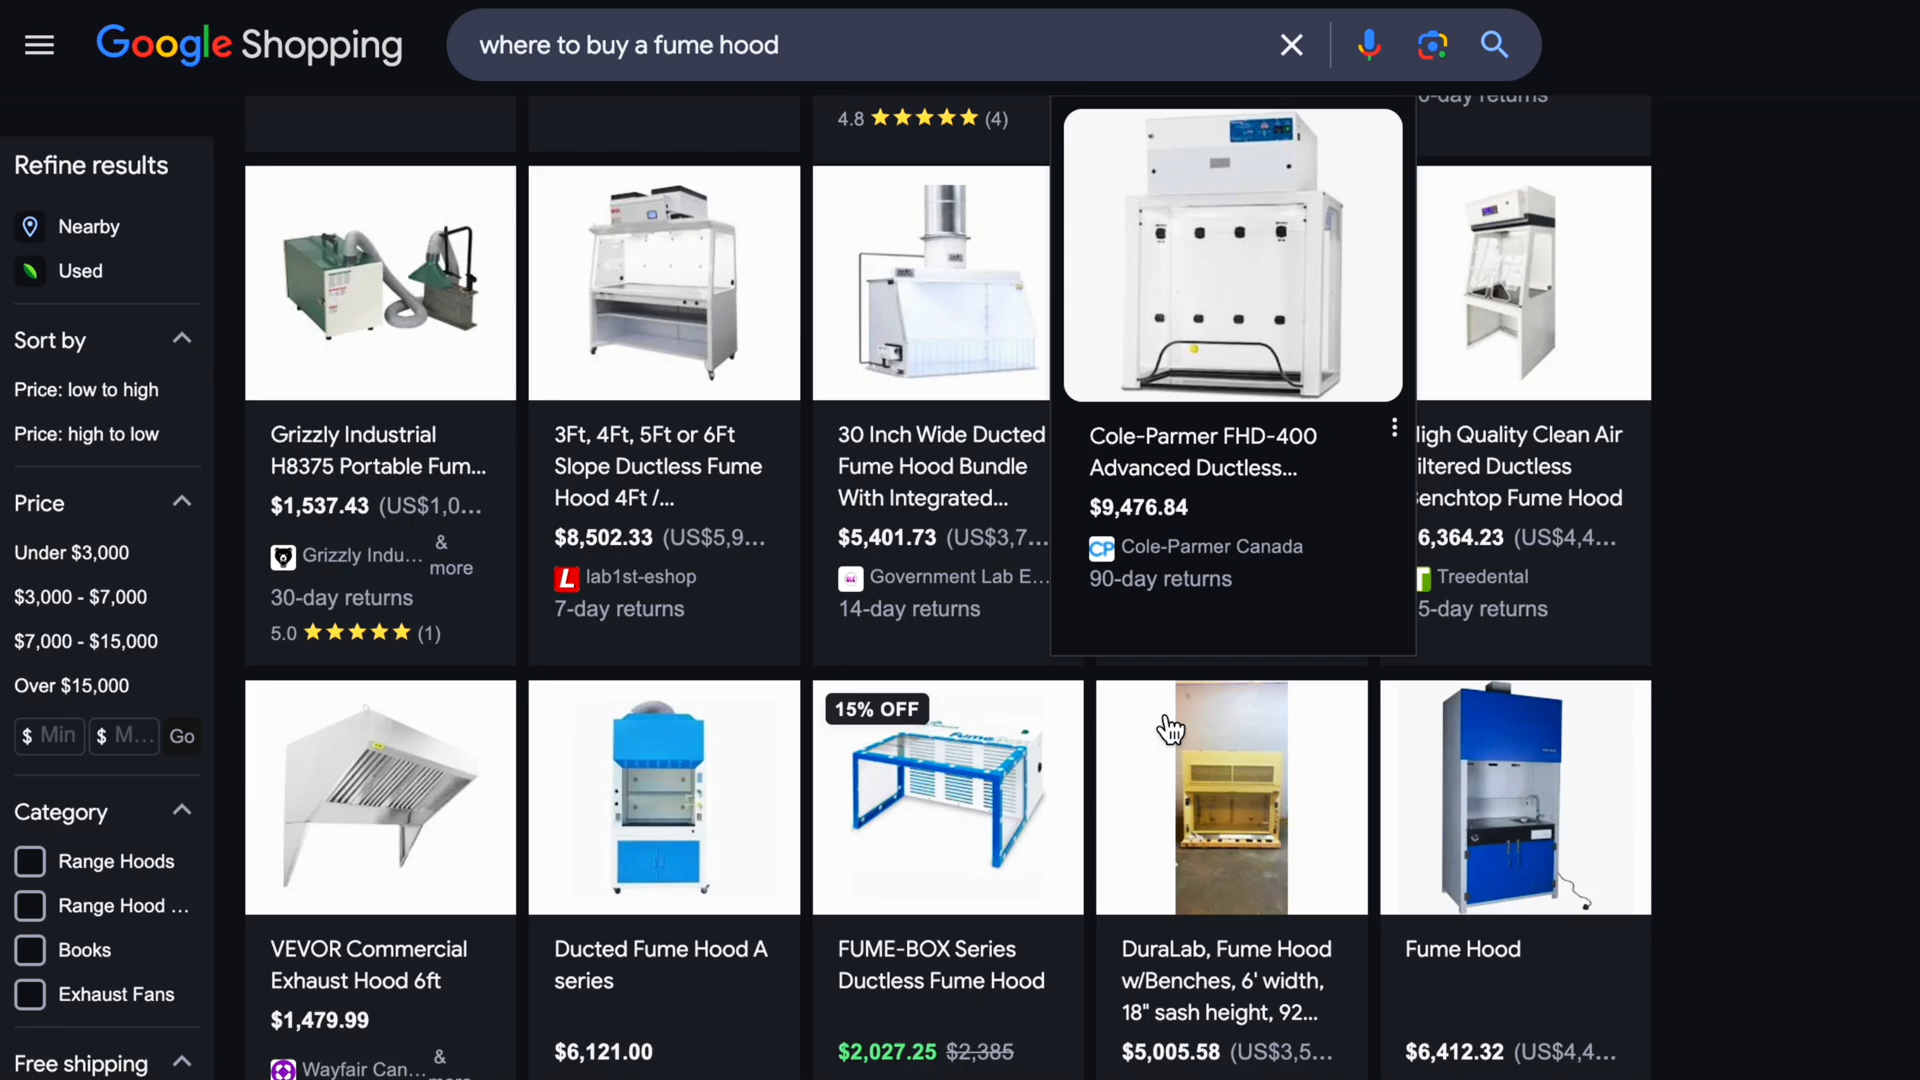 Google Shopping
where to buy a fume hood
Refine results
Nearby
Used
Sort by
Price: low to high
Price: high to low
Price
Under $3,000
$3,000 - $7,000
$7,000 - $15,000
Over $15,000
$ Min
$ M...
Go
Category
Range Hoods
Range Hood ...
Books
Exhaust Fans
Free shipping
4.8 (4)
-day returns
Grizzly Industrial
H8375 Portable Fum...
$1,537.43 (US$1,0...
Grizzly Indu... & more
30-day returns
5.0 (1)
3Ft, 4Ft, 5Ft or 6Ft
Slope Ductless Fume
Hood 4Ft /...
$8,502.33 (US$5,9...
L lab1st-eshop
7-day returns
30 Inch Wide Ducted
Fume Hood Bundle
With Integrated...
$5,401.73 (US$3,7...
Government Lab E...
14-day returns
Cole-Parmer FHD-400
Advanced Ductless...
$9,476.84
CP Cole-Parmer Canada
90-day returns
igh Quality Clean Air
iltered Ductless
enchtop Fume Hood
6,364.23 (US$4,4...
Treedental
5-day returns
VEVOR Commercial
Exhaust Hood 6ft
$1,479.99
Wayfair Can... &
Ducted Fume Hood A
series
$6,121.00
15% OFF
FUME-BOX Series
Ductless Fume Hood
$2,027.25 $2,385
DuraLab, Fume Hood
w/Benches, 6' width,
18" sash height, 92...
$5,005.58 (US$3,5...
Fume Hood
$6,412.32 (US$4,4...